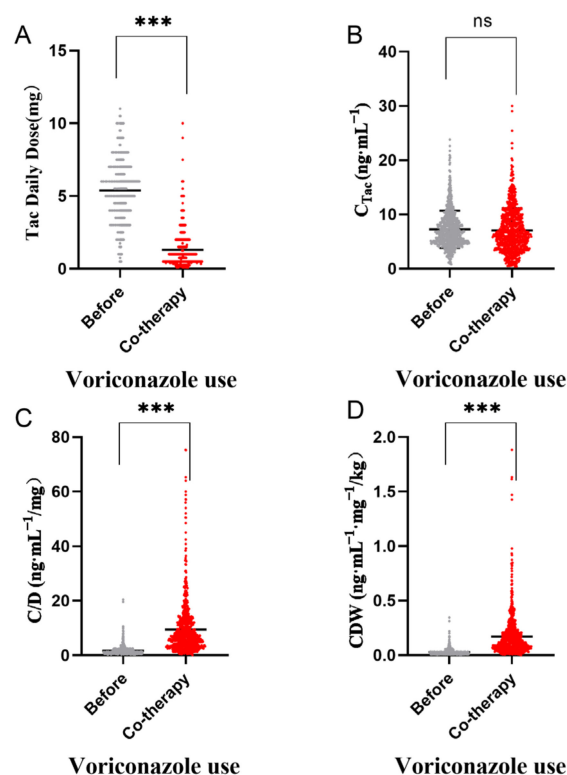 A
***
Tac Daily Dose(mg)
15
10
5
0
Before
Co-therapy
Voriconazole use
B
ns
C_Tac (ng·mL⁻¹)
40
30
20
10
0
Before
Co-therapy
Voriconazole use
C
***
C/D (ng·mL⁻¹/mg)
80
60
40
20
0
Before
Co-therapy
Voriconazole use
D
***
CDW (ng·mL⁻¹·mg⁻¹/kg)
2.0
1.5
1.0
0.5
0.0
Before
Co-therapy
Voriconazole use